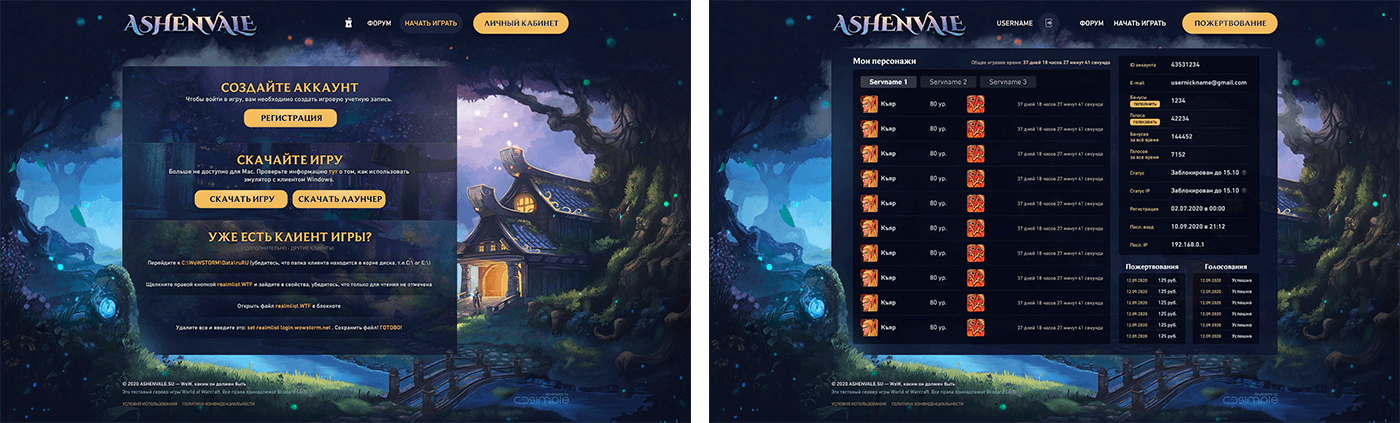 ASHENVALE
ФОРУМ НАЧАТЬ ИГРАТЬ ЛИЧНЫЙ КАБИНЕТ
СОЗДАЙТЕ АККАУНТ
Чтобы войти в игру, вам необходимо создать игровую учетную запись.
РЕГИСТРАЦИЯ
СКАЧАЙТЕ ИГРУ
Больше не доступно для Mac. Проверьте информацию тут о том, как использовать
эмулятор с клиентом Windows.
СКАЧАТЬ ИГРУ СКАЧАТЬ ЛАУНЧЕР
УЖЕ ЕСТЬ КЛИЕНТ ИГРЫ?
(ДОПОЛНИТЕЛЬНО - ДРУГИЕ КЛИЕНТЫ)
Перейдите к C:\WoWSTORM\Data\ruRU (убедитесь, что папка клиента находится в корне диска, т.е.C:\ or E:\)
Щелкните правой кнопкой realmlist.WTF и зайдите в свойства, убедитесь, что только для чтения не отмечена
Открыть файл realmlist.WTF в блокноте
Удалите все и введите это: set realmlist login.wowstorm.net . Сохранить файл! ГОТОВО!
© 2020 ASHENVALE.SU — WoW, каким он должен быть
Это тестовый сервер игры World of Warcraft. Все права принадлежат Blizzard LTD.
УСЛОВИЯ ИСПОЛЬЗОВАНИЯ ПОЛИТИКА КОНФИДЕНЦИАЛЬНОСТИ
simple
ASHENVALE
USERNAME ФОРУМ НАЧАТЬ ИГРАТЬ ПОЖЕРТВОВАНИЕ
Мои персонажи Общее игровое время: 37 дней 18 часов 27 минут 41 секунда
Servname 1 Servname 2 Servname 3
Кьяр 80 ур. 37 дней 18 часов 27 минут 41 секунда
Кьяр 80 ур. 37 дней 18 часов 27 минут 41 секунда
Кьяр 80 ур. 37 дней 18 часов 27 минут 41 секунда
Кьяр 80 ур. 37 дней 18 часов 27 минут 41 секунда
Кьяр 80 ур. 37 дней 18 часов 27 минут 41 секунда
Кьяр 80 ур. 37 дней 18 часов 27 минут 41 секунда
Кьяр 80 ур. 37 дней 18 часов 27 минут 41 секунда
Кьяр 80 ур. 37 дней 18 часов 27 минут 41 секунда
Кьяр 80 ур. 37 дней 18 часов 27 минут 41 секунда
Кьяр 80 ур. 37 дней 18 часов 27 минут 41 секунда
ID аккаунта 43531234
E-mail usernickname@gmail.com
Бонусы 1234
ПОПОЛНИТЬ
Голоса 42234
ГОЛОСОВАТЬ
Бонусов
за всё время 144452
Голосов
за всё время 7152
Статус Заблокирован до 15.10
Статус IP Заблокирован до 15.10
Регистрация 02.07.2020 в 00:00
Посл. вход 10.09.2020 в 21:12
Посл. IP 192.168.0.1
Пожертвования Голосования
12.09.2020 125 руб. 12.09.2020 Успешно
12.09.2020 125 руб. 12.09.2020 Успешно
12.09.2020 125 руб. 12.09.2020 Успешно
12.09.2020 125 руб. 12.09.2020 Успешно
12.09.2020 125 руб. 12.09.2020 Успешно
12.09.2020 125 руб. 12.09.2020 Успешно
© 2020 ASHENVALE.SU — WoW, каким он должен быть
Это тестовый сервер игры World of Warcraft. Все права принадлежат Blizzard LTD.
УСЛОВИЯ ИСПОЛЬЗОВАНИЯ ПОЛИТИКА КОНФИДЕНЦИАЛЬНОСТИ
simple